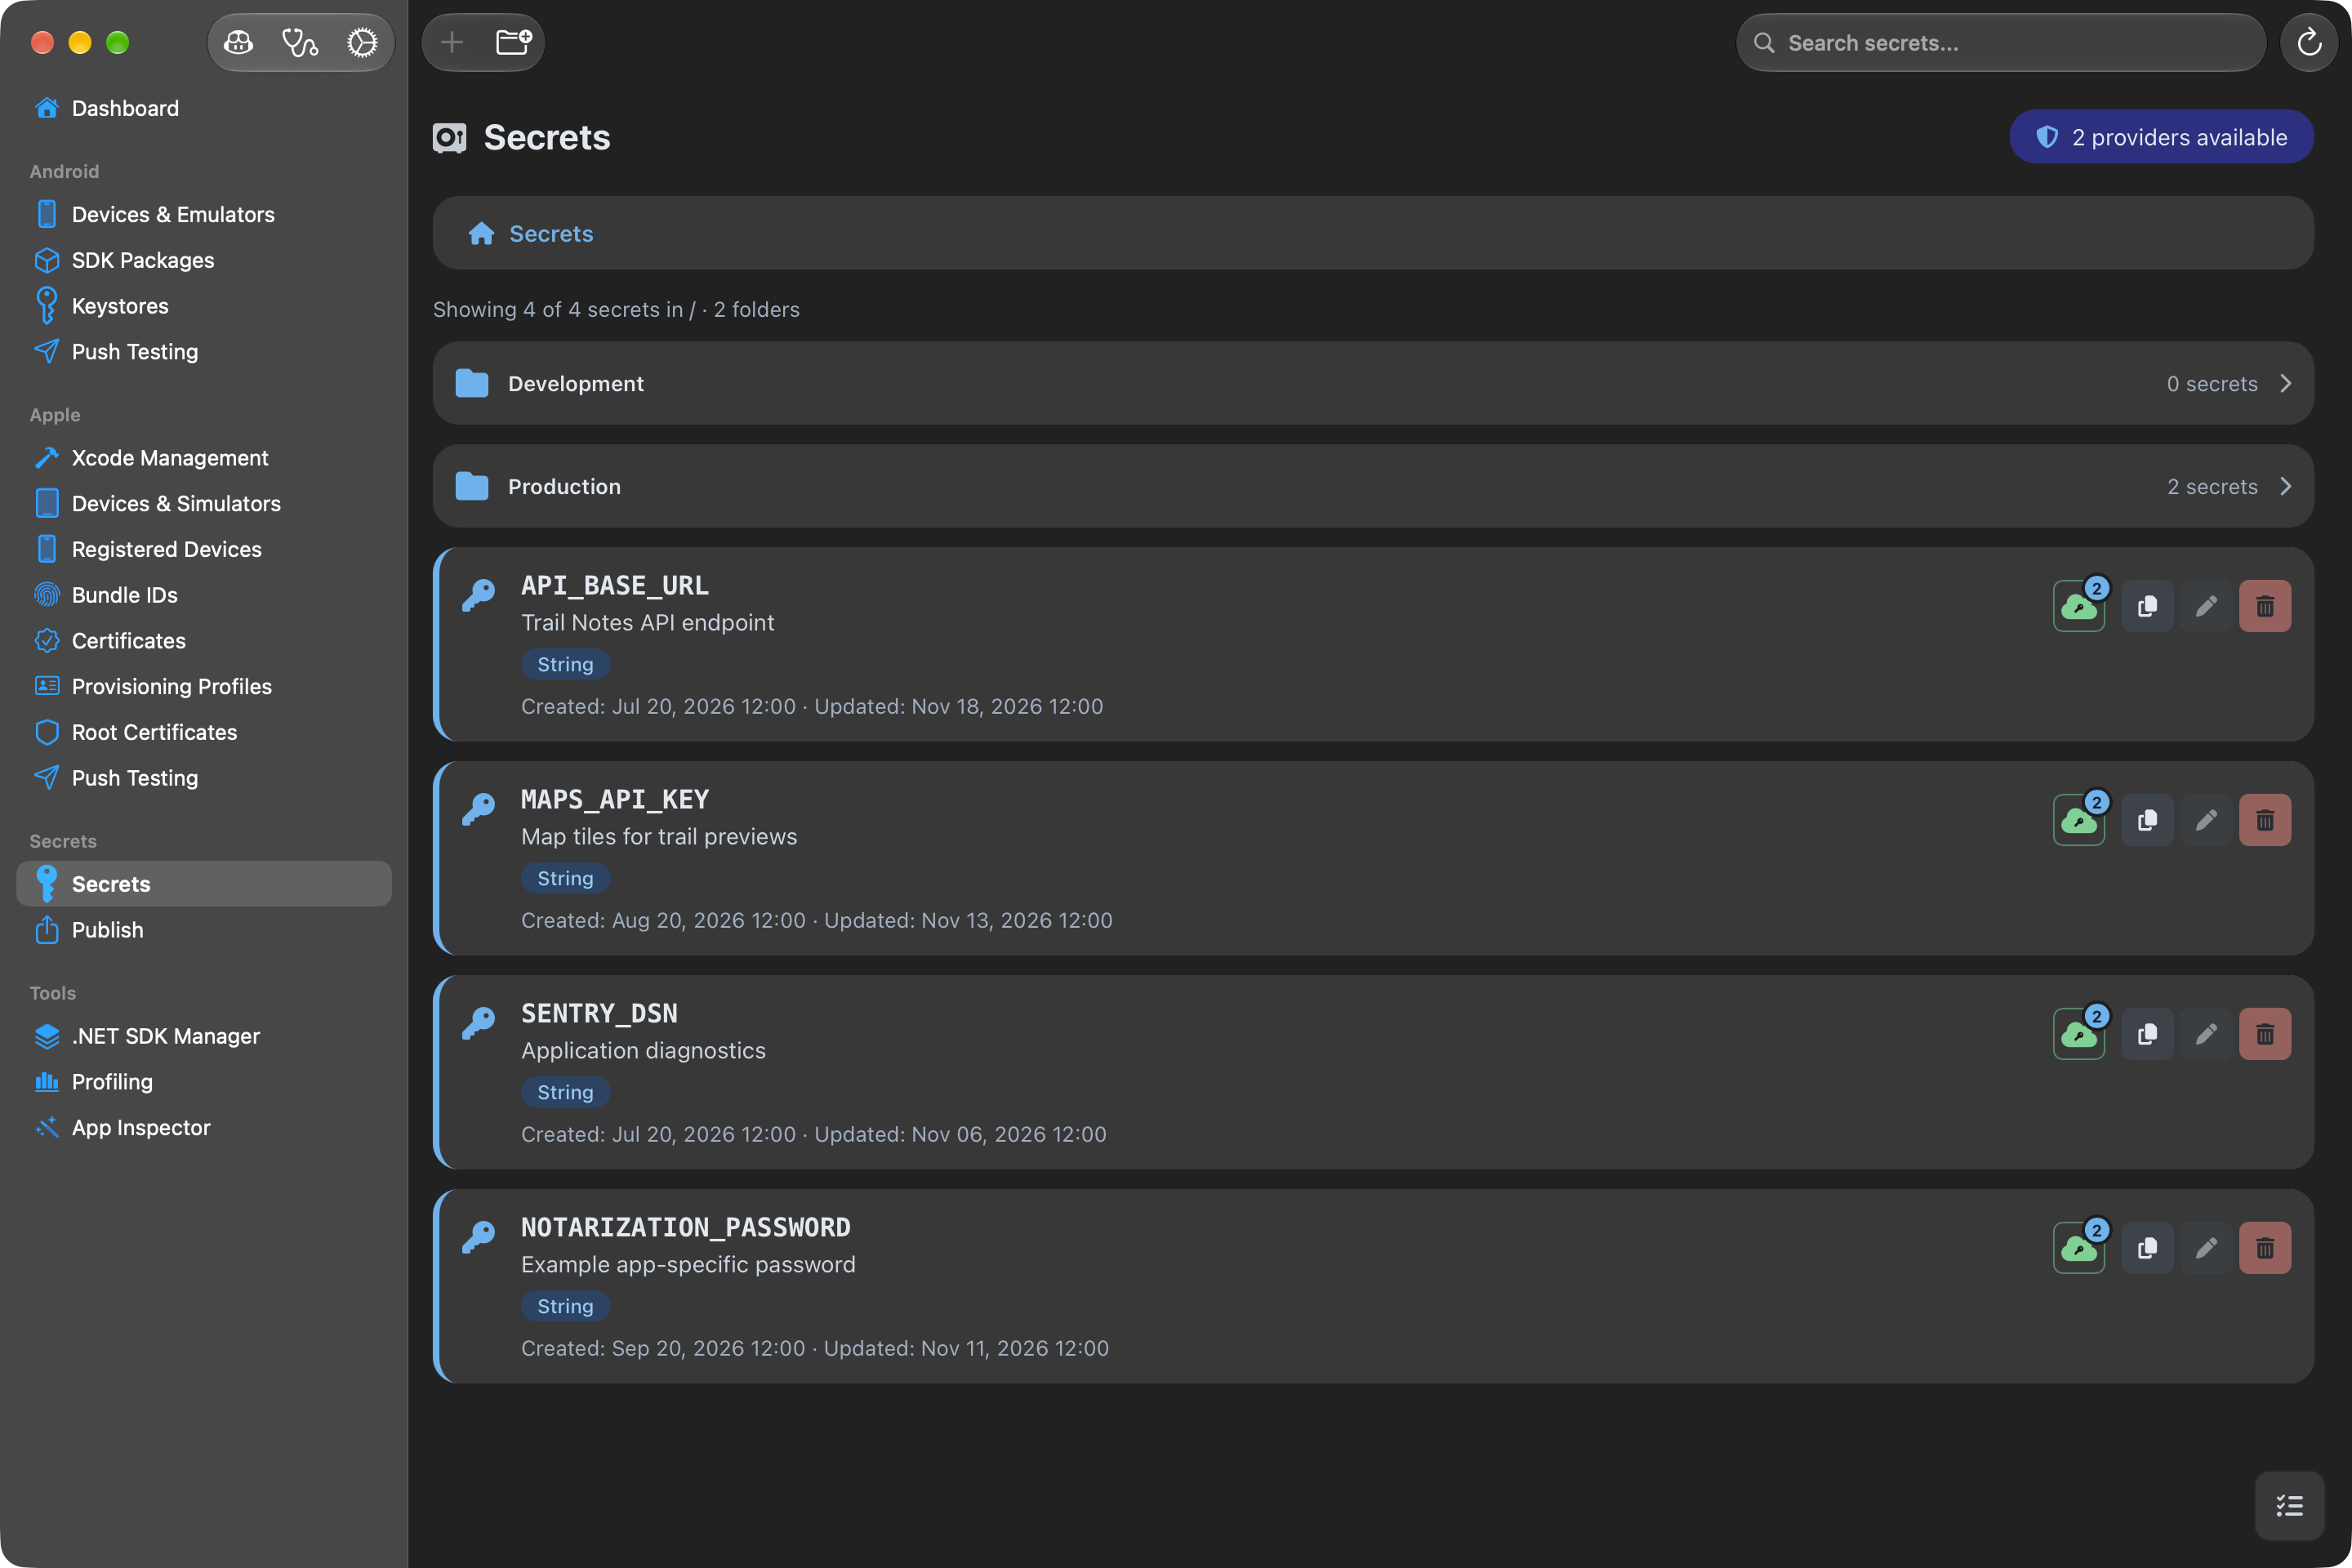 Search secrets...
Dashboard
Android
Devices & Emulators
SDK Packages
Keystores
Push Testing
Apple
Xcode Management
Devices & Simulators
Registered Devices
Bundle IDs
Certificates
Provisioning Profiles
Root Certificates
Push Testing
Secrets
Secrets
Publish
Tools
.NET SDK Manager
Profiling
App Inspector
Secrets
2 providers available
Secrets
Showing 4 of 4 secrets in / · 2 folders
Development
0 secrets
Production
2 secrets
API_BASE_URL
2
Trail Notes API endpoint
String
Created: Jul 20, 2026 12:00 · Updated: Nov 18, 2026 12:00
MAPS_API_KEY
2
Map tiles for trail previews
String
Created: Aug 20, 2026 12:00 · Updated: Nov 13, 2026 12:00
SENTRY_DSN
2
Application diagnostics
String
Created: Jul 20, 2026 12:00 · Updated: Nov 06, 2026 12:00
NOTARIZATION_PASSWORD
2
Example app-specific password
String
Created: Sep 20, 2026 12:00 · Updated: Nov 11, 2026 12:00